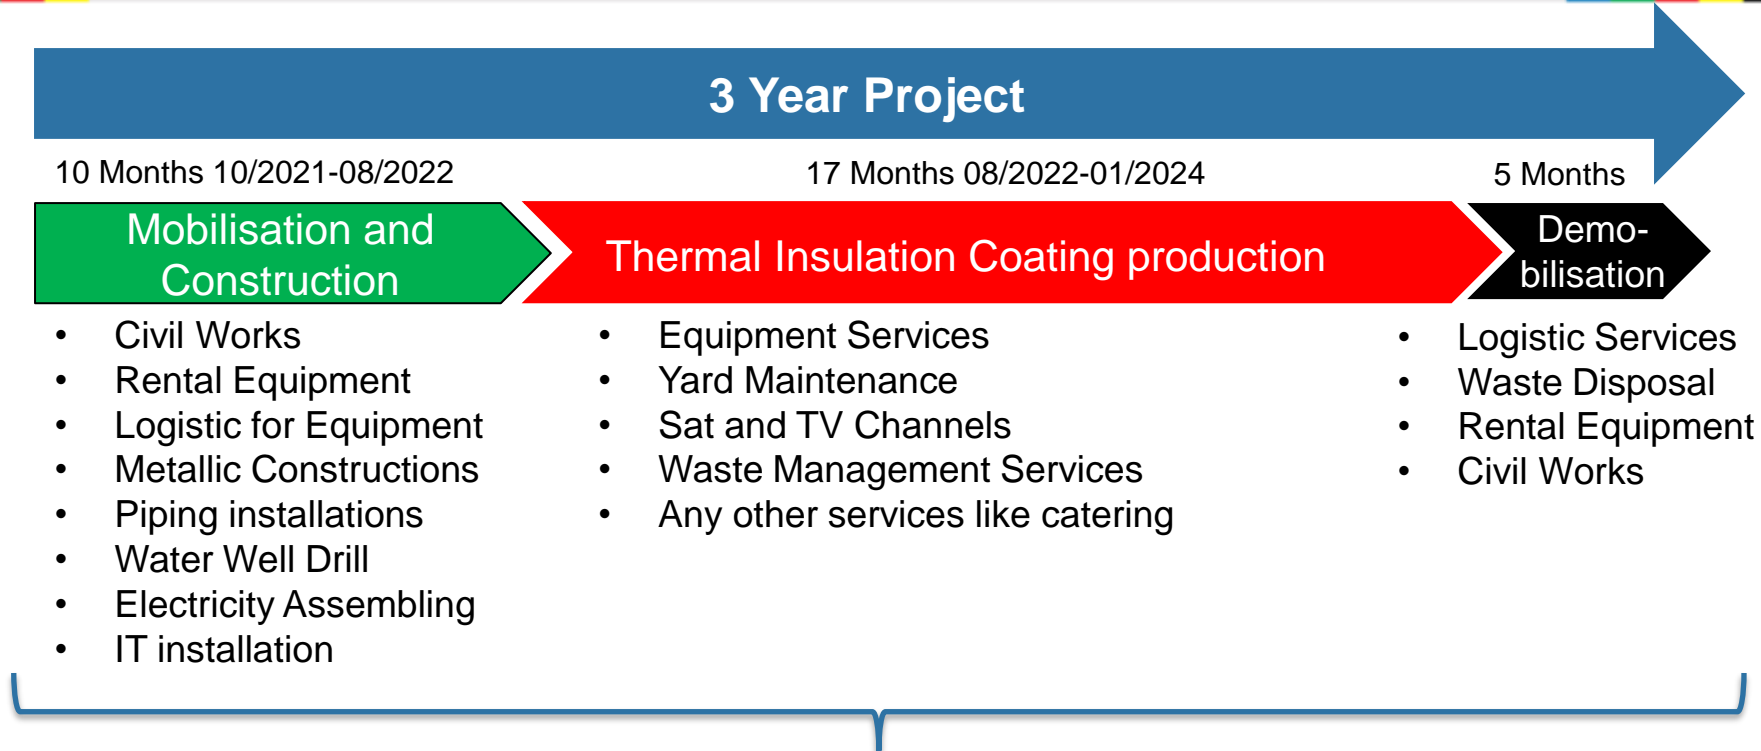 3 Year Project
10 Months 10/2021-08/2022
17 Months 08/2022-01/2024
5 Months
Mobilisation and
Construction
Thermal Insulation Coating production
Demo-
bilisation
• Civil Works
• Rental Equipment
• Logistic for Equipment
• Metallic Constructions
• Piping installations
• Water Well Drill
• Electricity Assembling
• IT installation
• Equipment Services
• Yard Maintenance
• Sat and TV Channels
• Waste Management Services
• Any other services like catering
• Logistic Services
• Waste Disposal
• Rental Equipment
• Civil Works